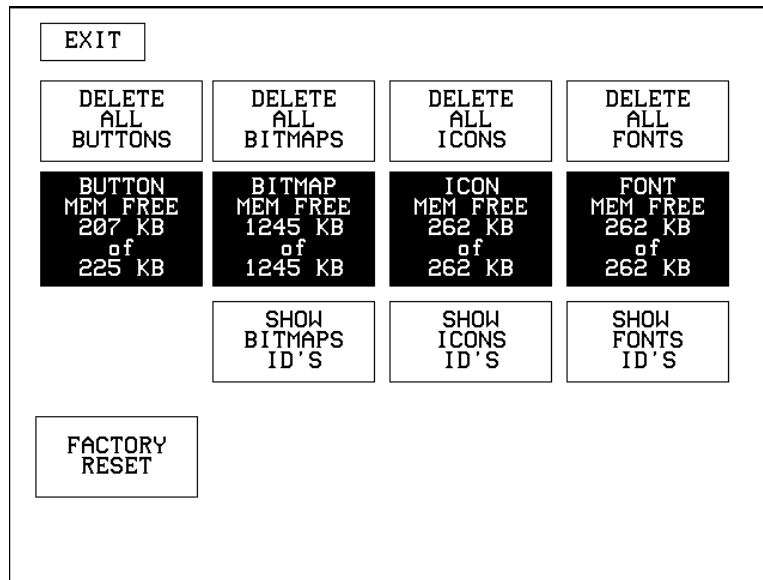 EXIT
DELETE
ALL
BUTTONS
DELETE
ALL
BITMAPS
DELETE
ALL
ICONS
DELETE
ALL
FONTS
BUTTON
MEM FREE
207 KB
of
225 KB
BITMAP
MEM FREE
1245 KB
of
1245 KB
ICON
MEM FREE
262 KB
of
262 KB
FONT
MEM FREE
262 KB
of
262 KB
SHOW
BITMAPS
ID'S
SHOW
ICONS
ID'S
SHOW
FONTS
ID'S
FACTORY
RESET